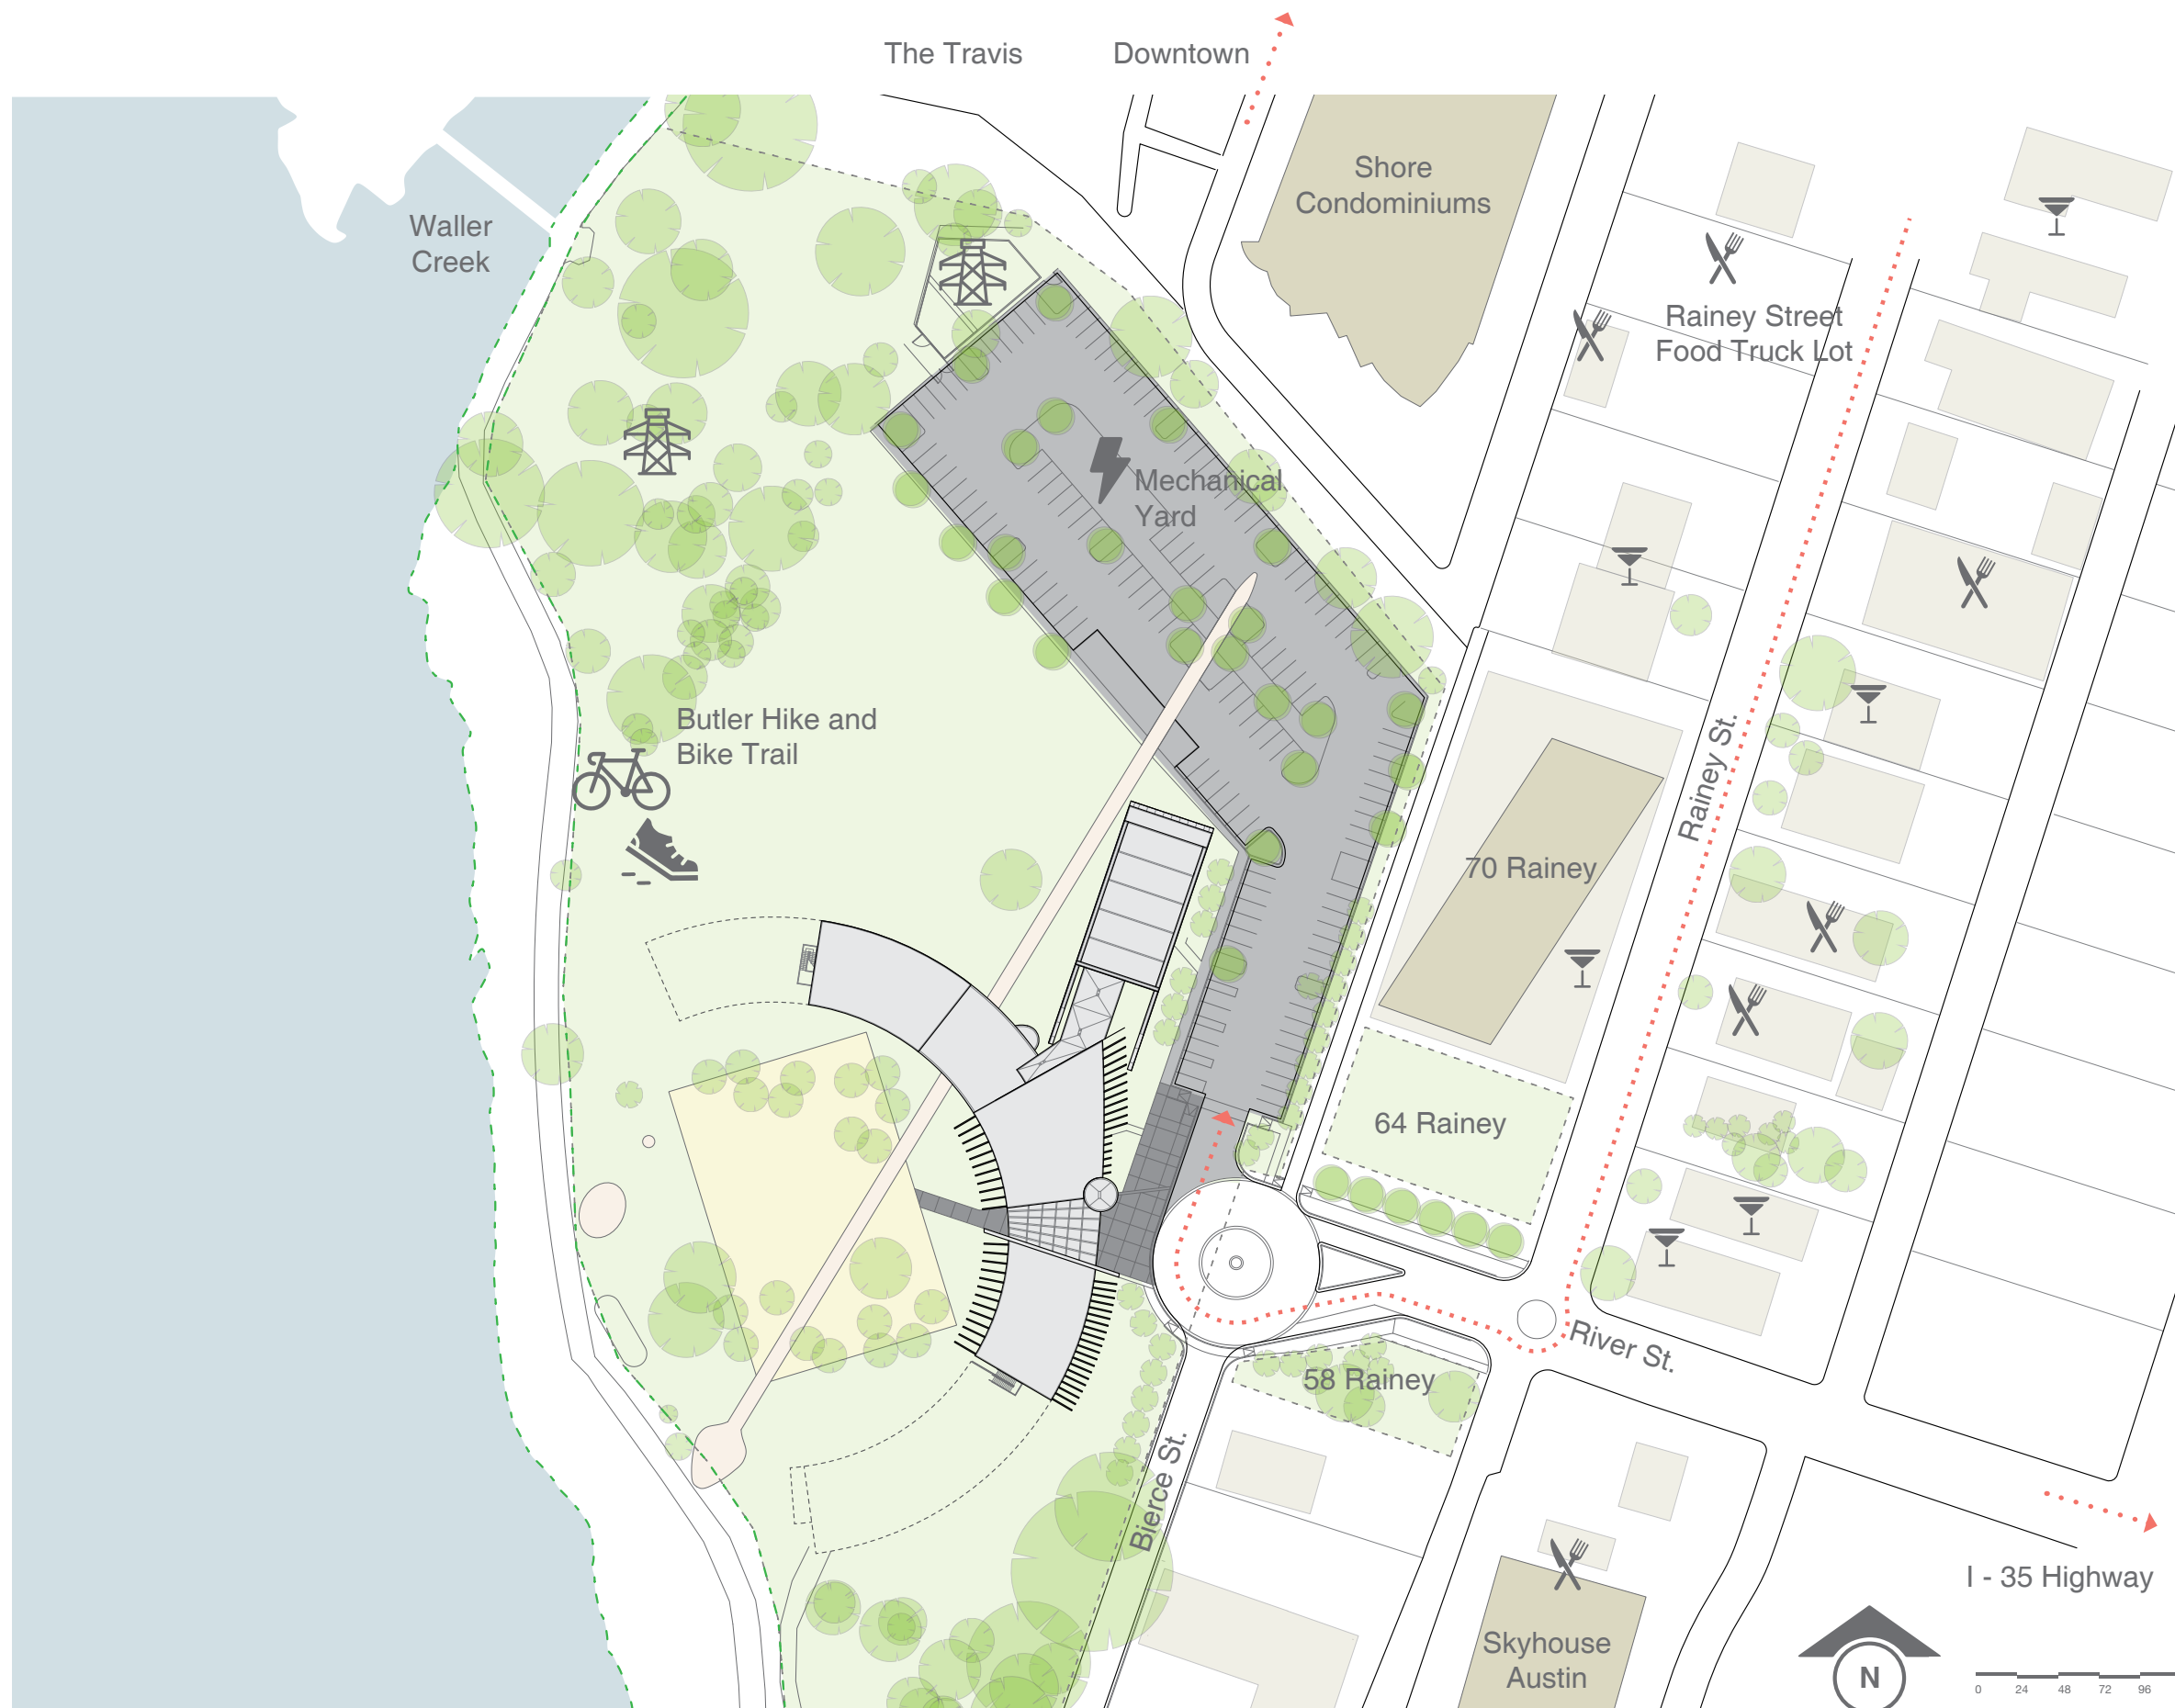 The Travis
Downtown
Shore
Condominiums
Waller
Creek
Rainey Street
Food Truck Lot
Mechanical
Yard
Butler Hike and
Bike Trail
Rainey St.
70 Rainey
64 Rainey
River St.
58 Rainey
Bierce St.
I - 35 Highway
Skyhouse
Austin
N
0 24 48 72 96